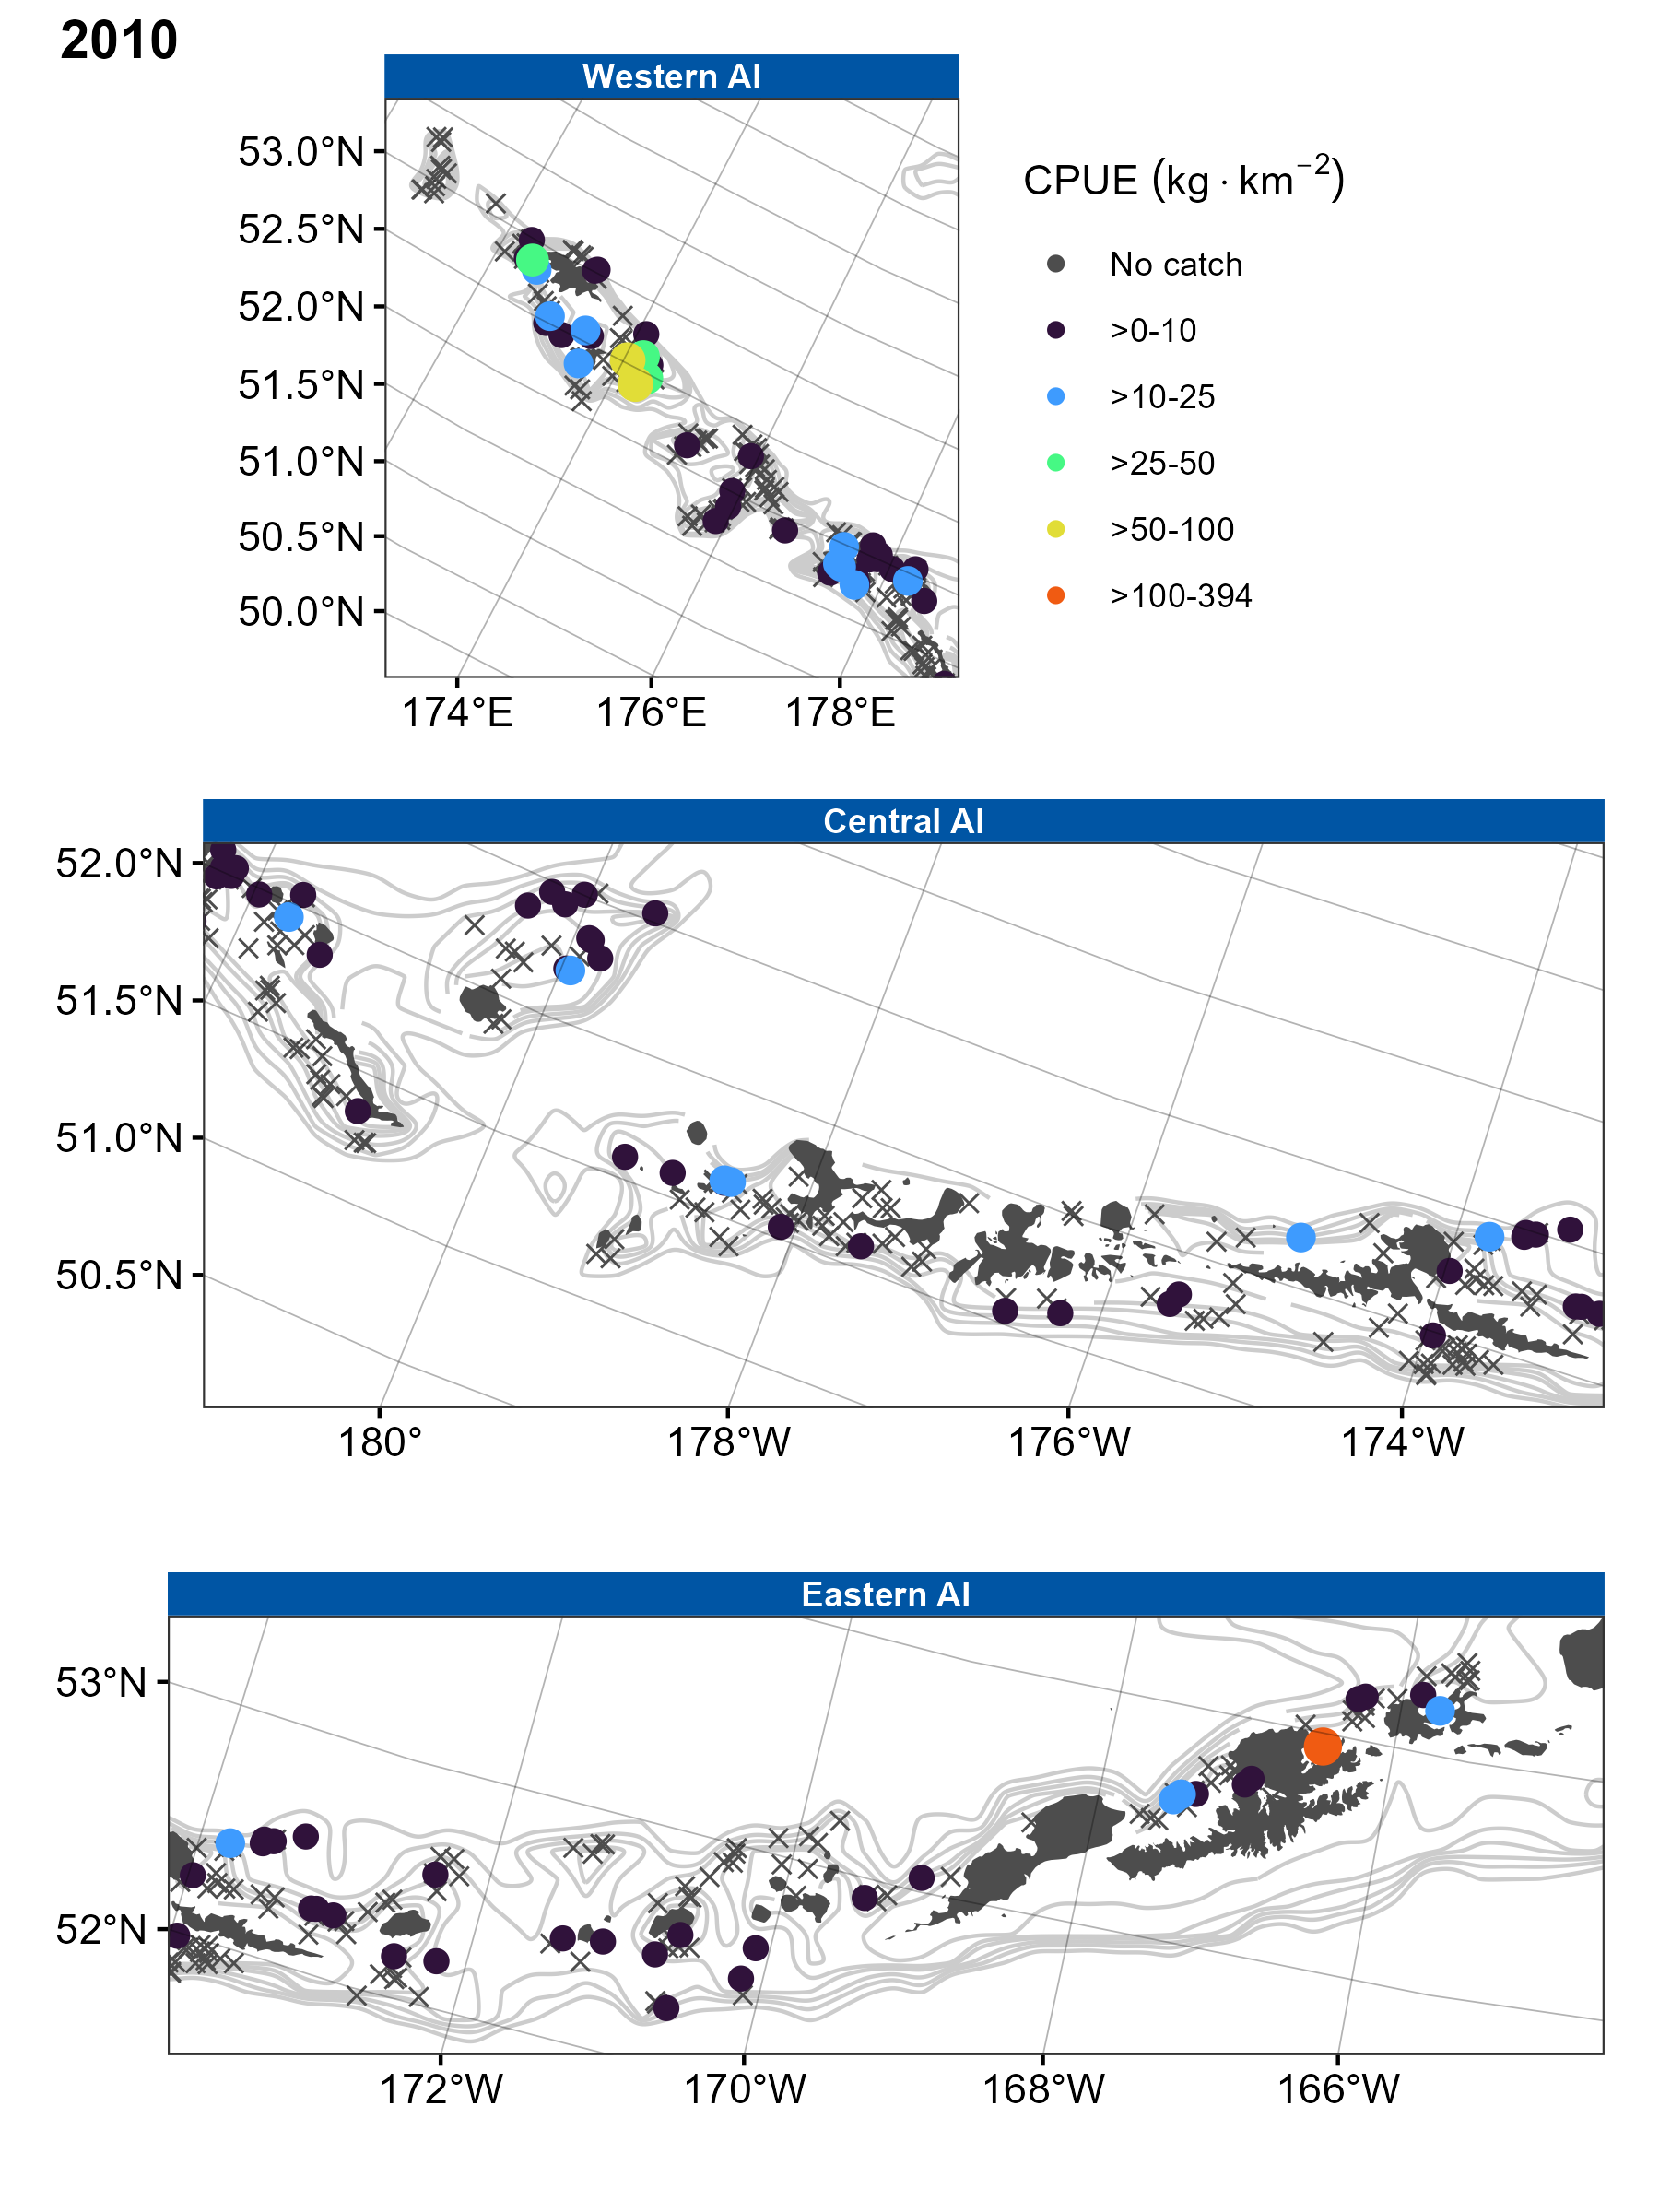 2010
Western AI
53.0°N
52.5°N
52.0°N
51.5°N
51.0°N
50.5°N
50.0°N
174°E 176°E 178°E
CPUE (kg · km⁻²)
No catch
>0-10
>10-25
>25-50
>50-100
>100-394
Central AI
52.0°N
51.5°N
51.0°N
50.5°N
180° 178°W 176°W 174°W
Eastern AI
53°N
52°N
172°W 170°W 168°W 166°W